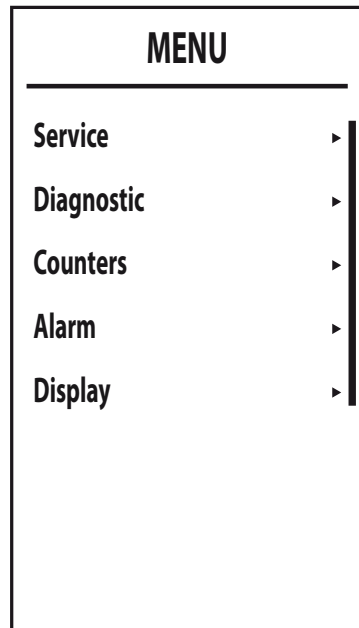 MENU
Service
Diagnostic
Counters
Alarm
Display